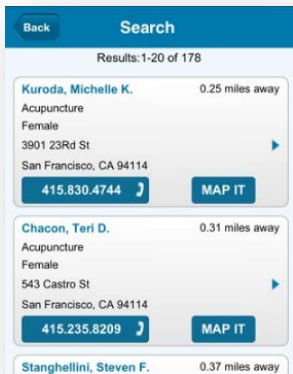 Back Search
Results:1-20 of 178
Kuroda, Michelle K. 0.25 miles away
Acupuncture
Female
3901 23Rd St
San Francisco, CA 94114
415.830.4744 MAP IT
Chacon, Teri D. 0.31 miles away
Acupuncture
Female
543 Castro St
San Francisco, CA 94114
415.235.8209 MAP IT
Stanghellini, Steven F. 0.37 miles away